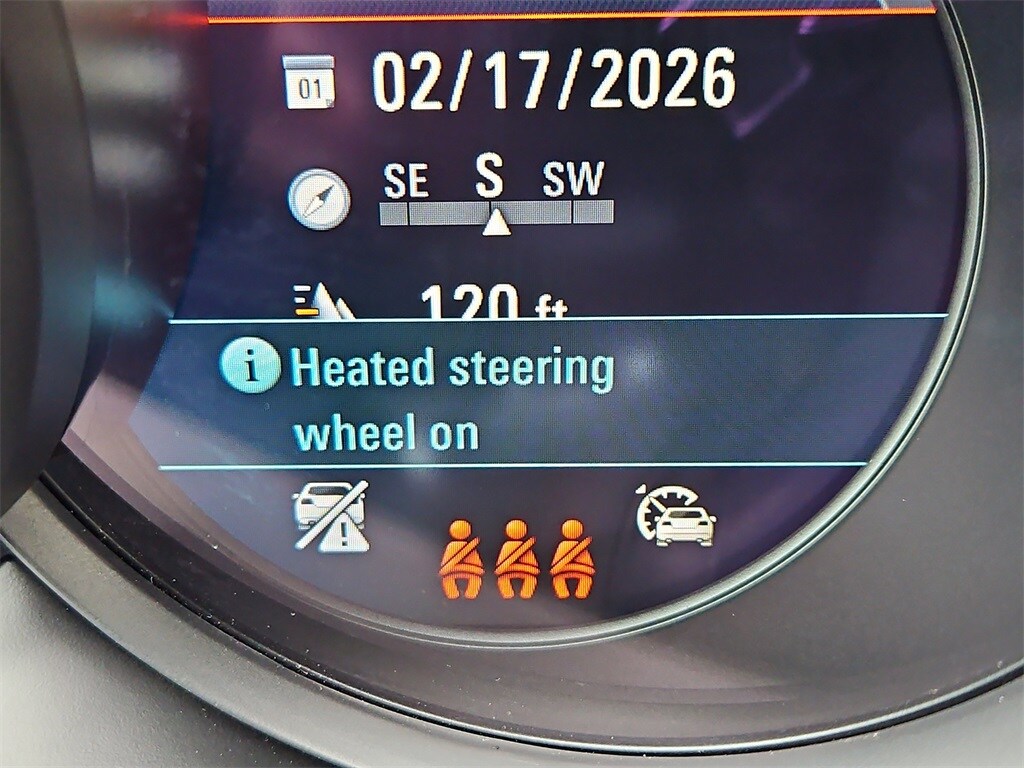 01
02/17/2026
SE S SW
120 ft
i Heated steering
wheel on
!